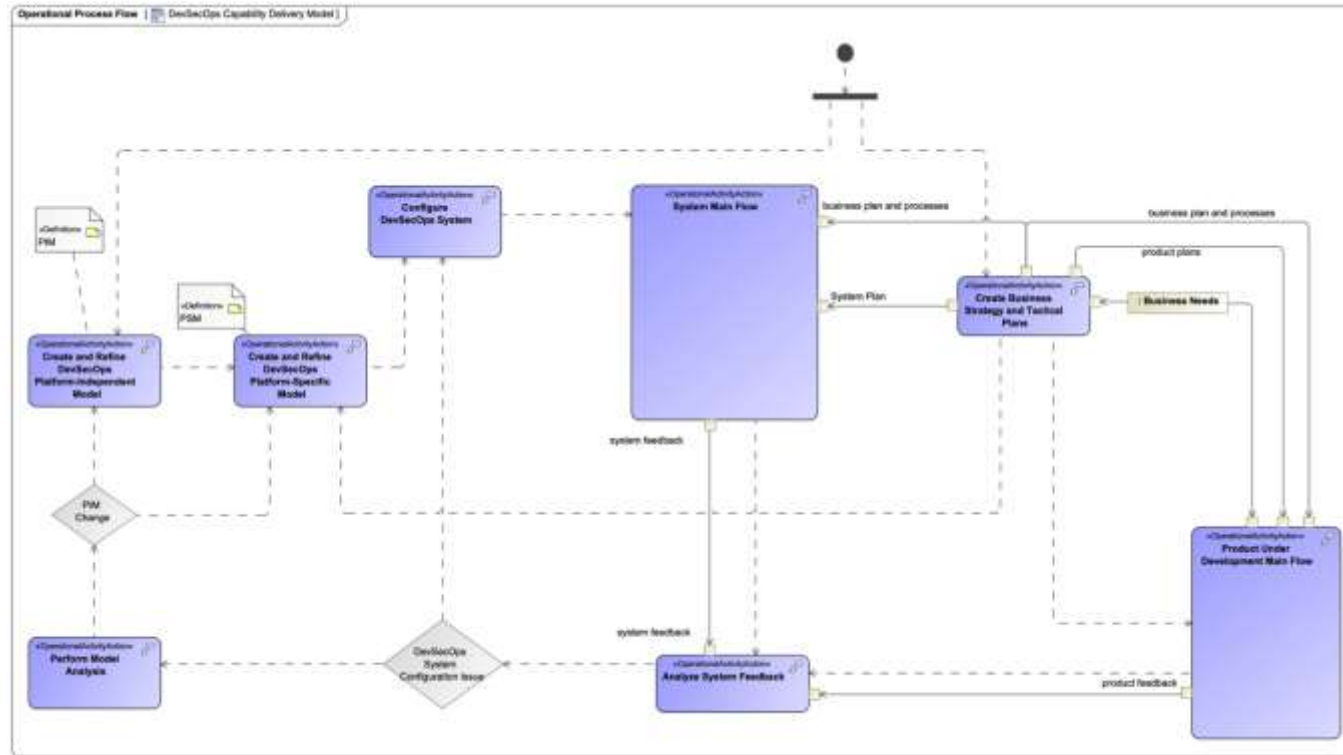 Operational Process Flow [ DevSecOps Capability Delivery Model ]
«OperationalActivityAction»
Configure
DevSecOps System
«OperationalActivityAction»
System Main Flow
business plan and processes
business plan and processes
product plans
«Definition»
PIM
System Plan
«OperationalActivityAction»
Create Business
Strategy and Tactical
Plans
: Business Needs
«Definition»
PSM
«OperationalActivityAction»
Create and Refine
DevSecOps
Platform-Independent
Model
«OperationalActivityAction»
Create and Refine
DevSecOps
Platform-Specific
Model
system feedback
PIM
Change
«OperationalActivityAction»
Product Under
Development Main Flow
system feedback
«OperationalActivityAction»
Perform Model
Analysis
DevSecOps
System
Configuration Issue
«OperationalActivityAction»
Analyze System Feedback
product feedback